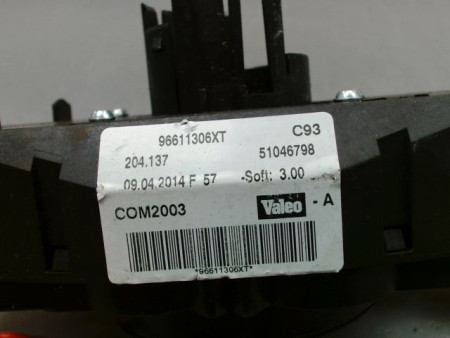 96611306XT C93
204.137 51046798
09.04.2014 F 57 -Soft: 3.00
COM2003 Valeo - A
*96611306XT*